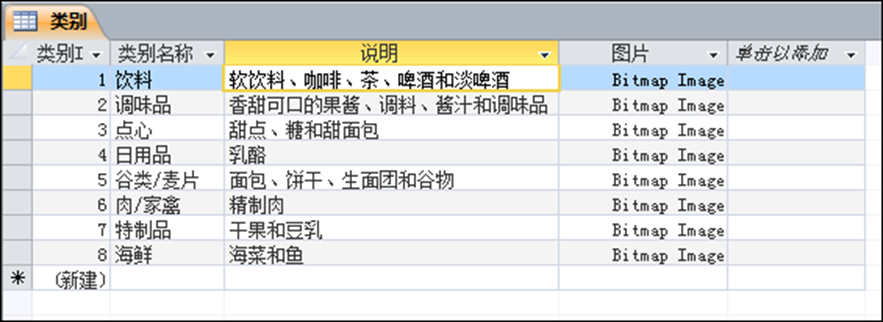 类别
类别I 类别名称 说明 图片 单击以添加
1 饮料 软饮料、咖啡、茶、啤酒和淡啤酒 Bitmap Image
2 调味品 香甜可口的果酱、调料、酱汁和调味品 Bitmap Image
3 点心 甜点、糖和甜面包 Bitmap Image
4 日用品 乳酪 Bitmap Image
5 谷类/麦片 面包、饼干、生面团和谷物 Bitmap Image
6 肉/家禽 精制肉 Bitmap Image
7 特制品 干果和豆乳 Bitmap Image
8 海鲜 海菜和鱼 Bitmap Image
* (新建)